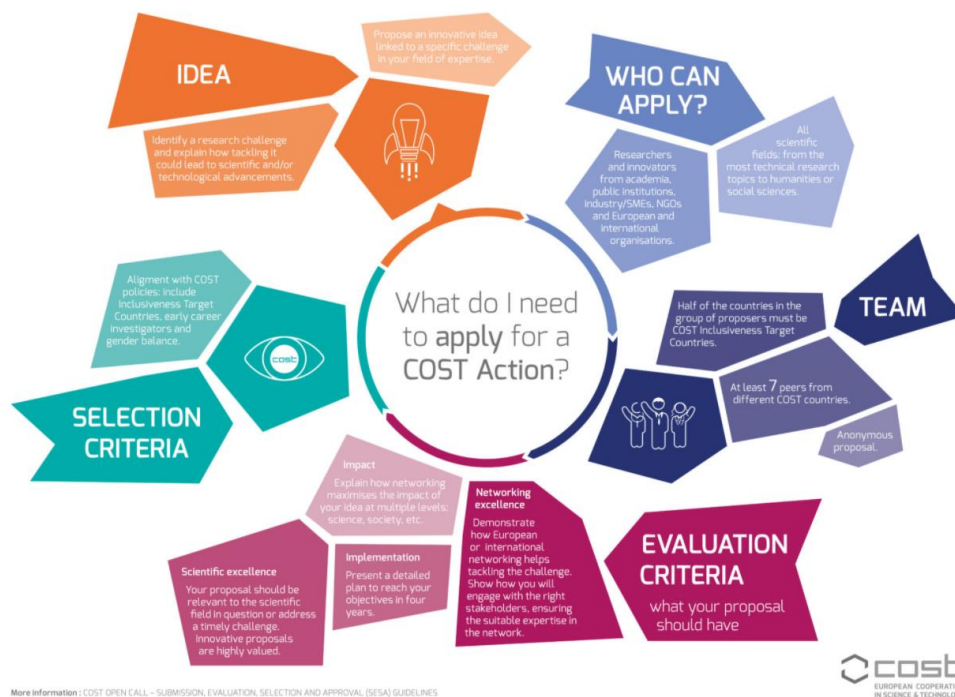 IDEA
Propose an innovative idea
linked to a specific challenge
in your field of expertise.
Identify a research challenge
and explain how tackling it
could lead to scientific and/or
technological advancements.
WHO CAN
APPLY?
Researchers
and innovators
from academia,
public institutions,
industry/SMEs, NGOs
and European and
international
organisations.
All
scientific
fields: from the
most technical research
topics to humanities or
social sciences.
What do I need
to apply for a
COST Action?
TEAM
Half of the countries in the
group of proposers must be
COST Inclusiveness Target
Countries.
At least 7 peers from
different COST countries.
Anonymous
proposal.
Aligment with COST
policies: include
Inclusiveness Target
Countries, early career
investigators and
gender balance.
cost
SELECTION
CRITERIA
Impact
Explain how networking
maximises the impact of
your idea at multiple levels:
science, society, etc.
Scientific excellence
Your proposal should be
relevant to the scientific
field in question or address
a timely challenge.
Innovative proposals
are highly valued.
Implementation
Present a detailed
plan to reach your
objectives in four
years.
Networking
excellence
Demonstrate
how European
or international
networking helps
tackling the challenge.
Show how you will
engage with the right
stakeholders, ensuring
the suitable expertise in
the network.
EVALUATION
CRITERIA
what your proposal
should have
More information : COST OPEN CALL – SUBMISSION, EVALUATION, SELECTION AND APPROVAL (SESA) GUIDELINES
cost
EUROPEAN COOPERATI
IN SCIENCE & TECHNOLO